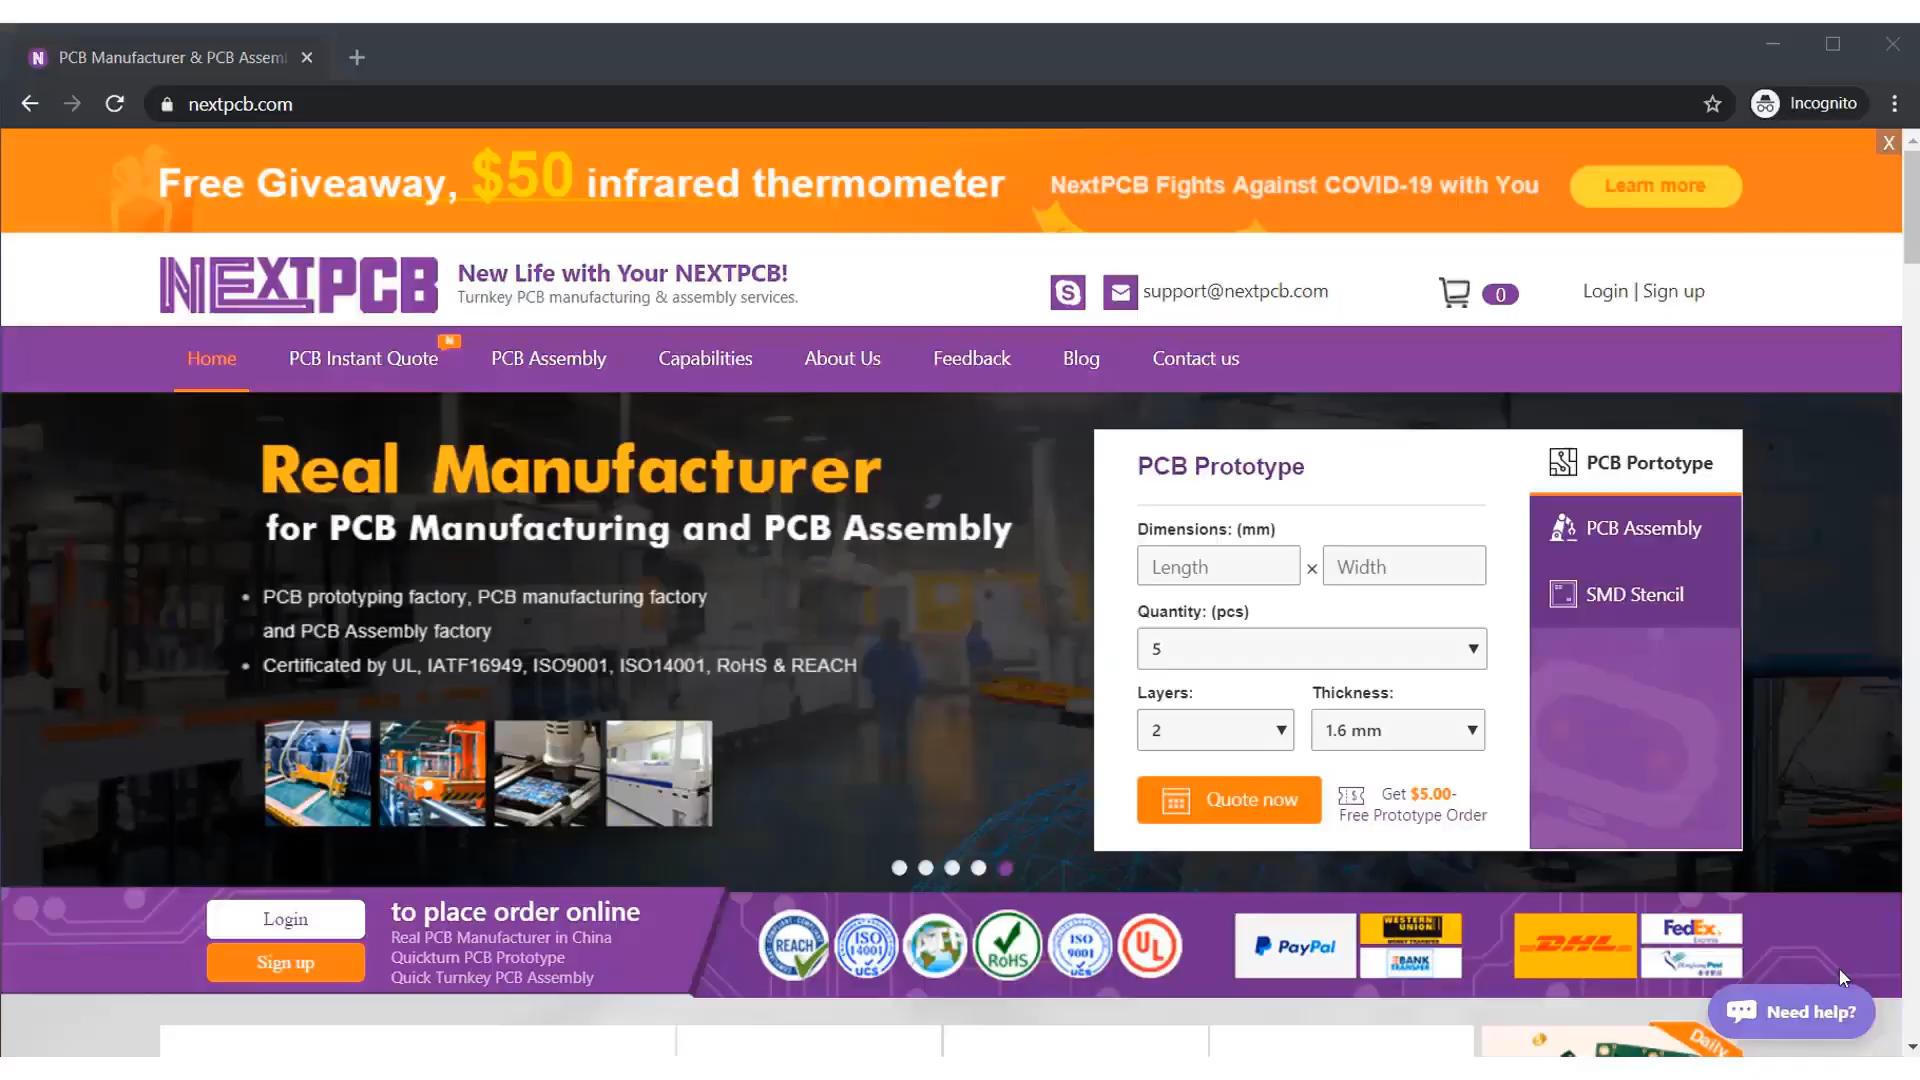 PCB Manufacturer & PCB Assem
nextpcb.com
Incognito
Free Giveaway, $50 infrared thermometer
NextPCB Fights Against COVID-19 with You
Learn more
X
NEXTPCB
New Life with Your NEXTPCB!
Turnkey PCB manufacturing & assembly services.
support@nextpcb.com
0
Login | Sign up
Home
PCB Instant Quote
N
PCB Assembly
Capabilities
About Us
Feedback
Blog
Contact us
Real Manufacturer
for PCB Manufacturing and PCB Assembly
• PCB prototyping factory, PCB manufacturing factory
and PCB Assembly factory
• Certificated by UL, IATF16949, ISO9001, ISO14001, RoHS & REACH
PCB Prototype
Dimensions: (mm)
Length × Width
Quantity: (pcs)
5
Layers: Thickness:
2 1.6 mm
Quote now
Get $5.00-
Free Prototype Order
PCB Portotype
PCB Assembly
SMD Stencil
Login
Sign up
to place order online
Real PCB Manufacturer in China
Quickturn PCB Prototype
Quick Turnkey PCB Assembly
REACH
ISO
14001
UCS
IATF
RoHS
ISO
9001
UCS
UL
PayPal
WESTERN
UNION
BANK
TRANSFER
DHL
FedEx
Express
Need help?
Daily